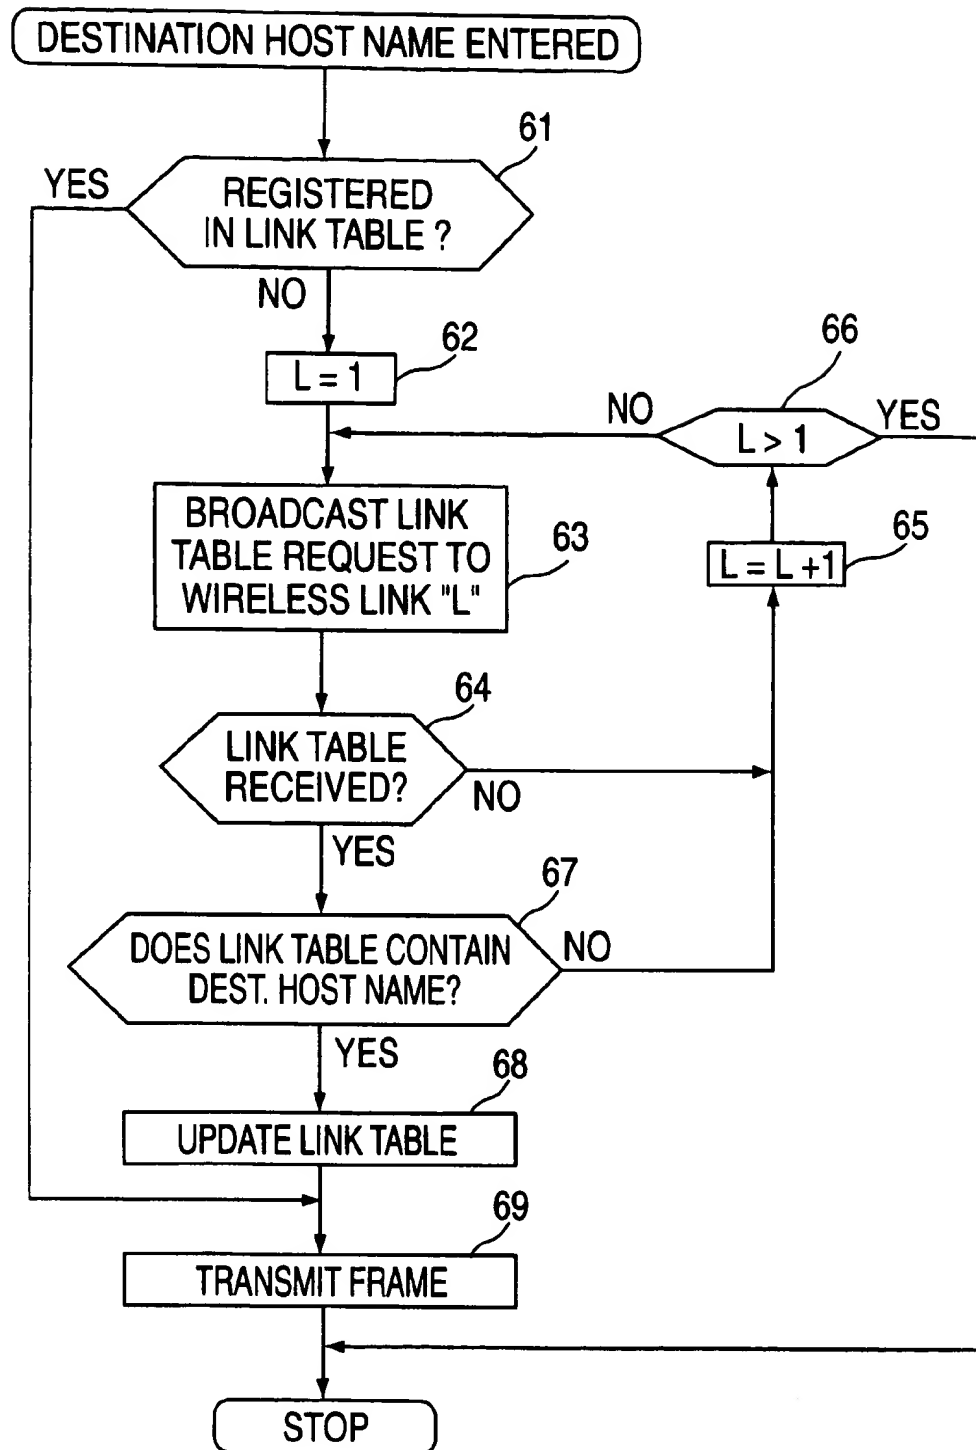 DESTINATION HOST NAME ENTERED
61
YES
REGISTERED
IN LINK TABLE ?
NO
62
L = 1
66
NO
L > 1
YES
BROADCAST LINK
TABLE REQUEST TO
WIRELESS LINK "L"
63
65
L = L +1
64
LINK TABLE
RECEIVED?
NO
YES
67
DOES LINK TABLE CONTAIN
DEST. HOST NAME?
NO
YES
68
UPDATE LINK TABLE
69
TRANSMIT FRAME
STOP